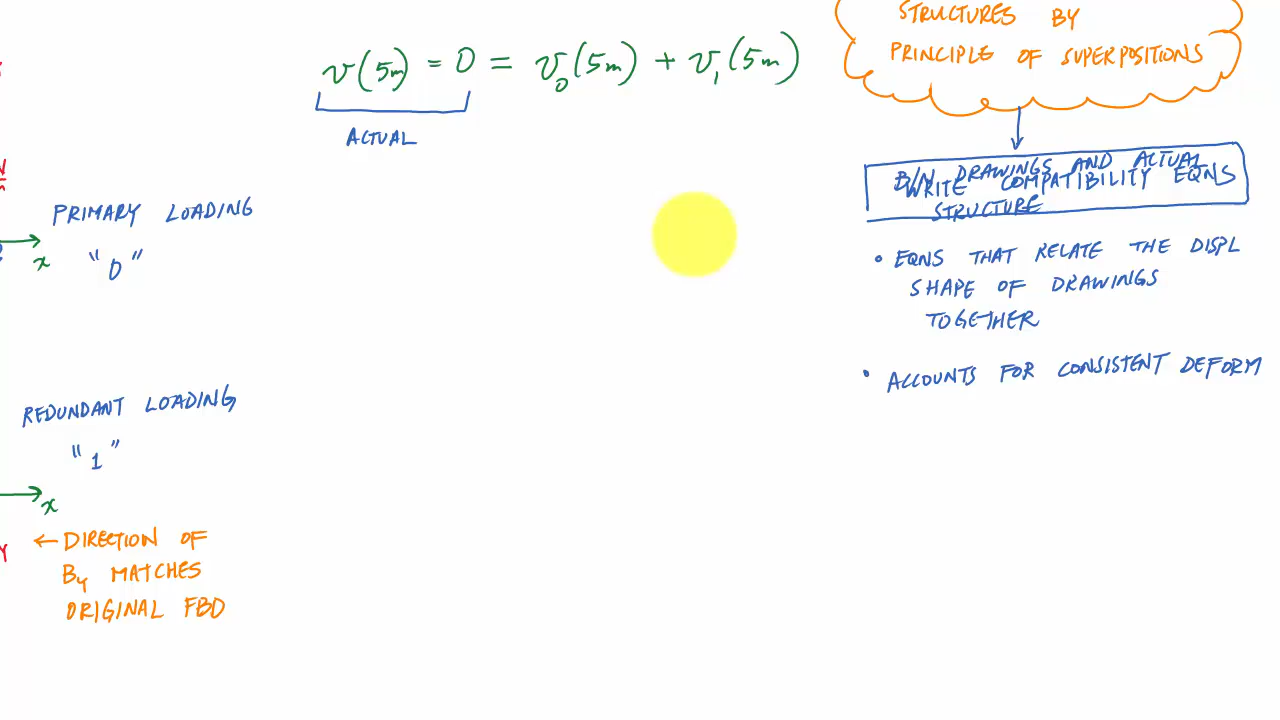 STRUCTURES BY
PRINCIPLE OF SUPERPOSITIONS
v(5m) = 0 = v₀(5m) + v₁(5m)
ACTUAL
B/N DRAWINGS AND ACTUAL
WRITE COMPATIBILITY EQNS
STRUCTURE
• EQNS THAT RELATE THE DISPL
SHAPE OF DRAWINGS
TOGETHER
• ACCOUNTS FOR CONSISTENT DEFORM
PRIMARY LOADING
"0"
x
REDUNDANT LOADING
"1"
x
← DIRECTION OF
By MATCHES
ORIGINAL FBD